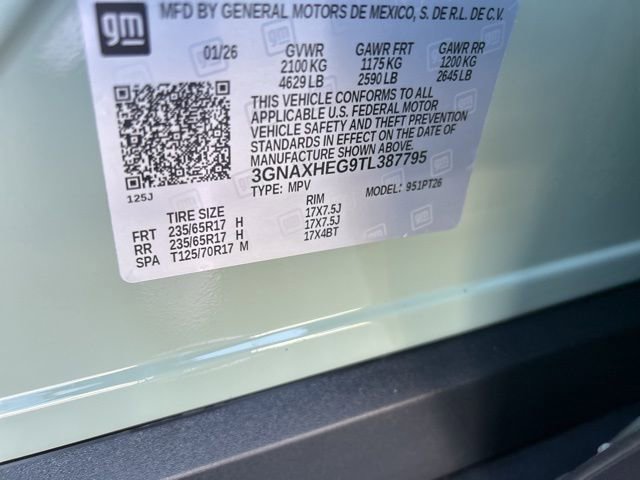 gm
MFD BY GENERAL MOTORS DE MEXICO, S. DE R.L. DE C.V.
01/26 GVWR GAWR FRT GAWR RR
2100 KG 1175 KG 1200 KG
4629 LB 2590 LB 2645 LB
THIS VEHICLE CONFORMS TO ALL
APPLICABLE U.S. FEDERAL MOTOR
VEHICLE SAFETY AND THEFT PREVENTION
STANDARDS IN EFFECT ON THE DATE OF
MANUFACTURE SHOWN ABOVE.
3GNAXHEG9TL387795
125J TYPE: MPV MODEL: 951PT26
TIRE SIZE RIM
FRT 235/65R17 H 17X7.5J
RR 235/65R17 H 17X7.5J
SPA T125/70R17 M 17X4BT